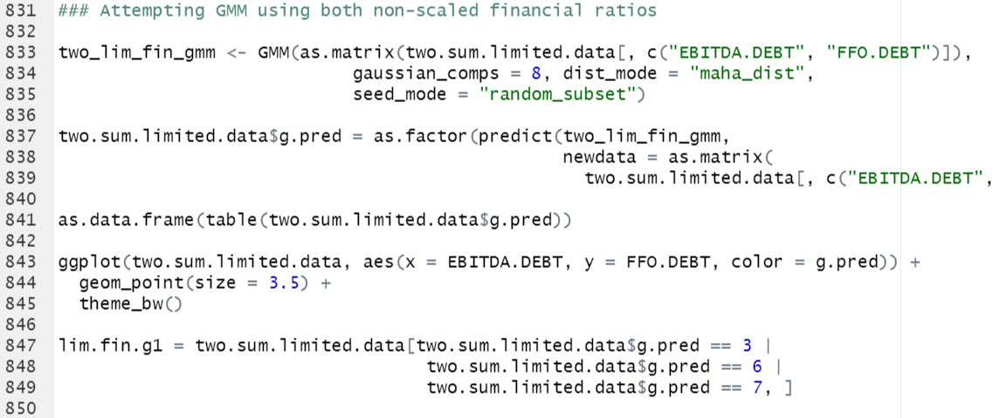 831 ### Attempting GMM using both non-scaled financial ratios
832
833 two_lim_fin_gmm <- GMM(as.matrix(two.sum.limited.data[, c("EBITDA.DEBT", "FFO.DEBT")]),
834 gaussian_comps = 8, dist_mode = "maha_dist",
835 seed_mode = "random_subset")
836
837 two.sum.limited.data$g.pred = as.factor(predict(two_lim_fin_gmm,
838 newdata = as.matrix(
839 two.sum.limited.data[, c("EBITDA.DEBT",
840
841 as.data.frame(table(two.sum.limited.data$g.pred))
842
843 ggplot(two.sum.limited.data, aes(x = EBITDA.DEBT, y = FFO.DEBT, color = g.pred)) +
844 geom_point(size = 3.5) +
845 theme_bw()
846
847 lim.fin.g1 = two.sum.limited.data[two.sum.limited.data$g.pred == 3 |
848 two.sum.limited.data$g.pred == 6 |
849 two.sum.limited.data$g.pred == 7, ]
850